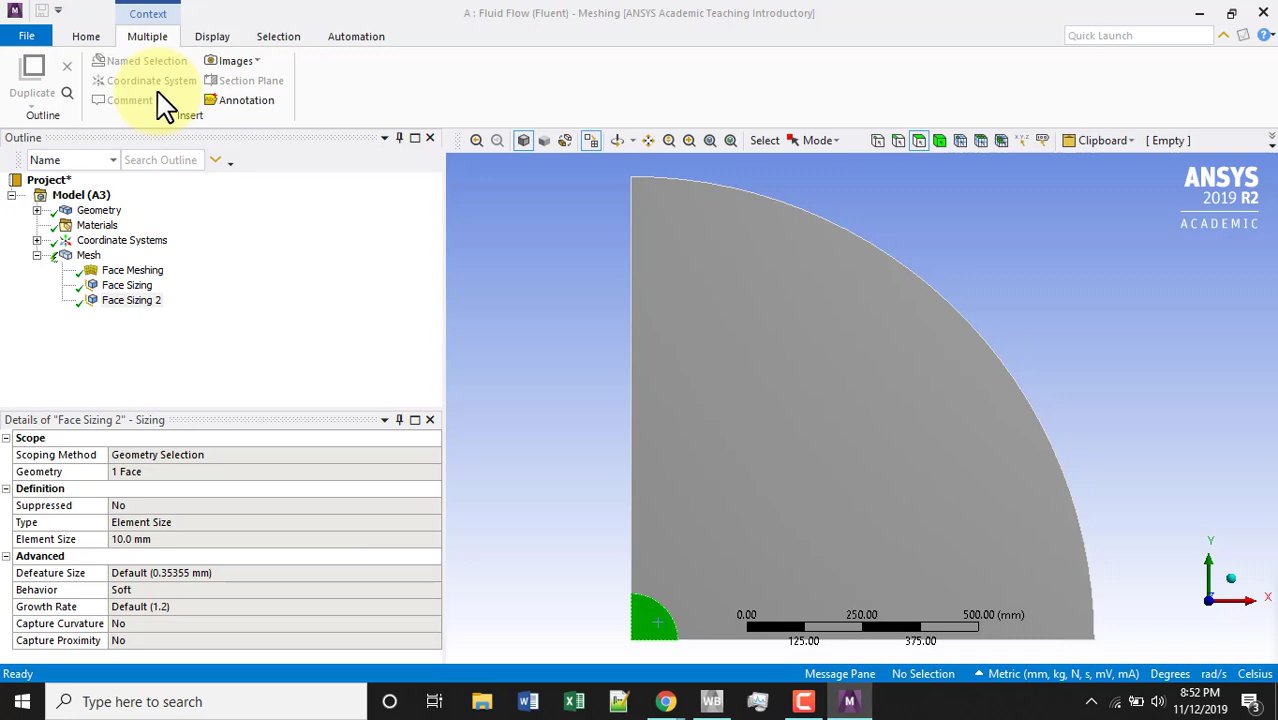 Context
A : Fluid Flow (Fluent) - Meshing [ANSYS Academic Teaching Introductory]
File Home Multiple Display Selection Automation Quick Launch
Named Selection Images
Coordinate System Section Plane
Duplicate Comment Annotation
Outline Insert
Outline
Select Mode Clipboard [ Empty ]
Name Search Outline
Project*
Model (A3)
Geometry
Materials
Coordinate Systems
Mesh
Face Meshing
Face Sizing
Face Sizing 2
ANSYS
2019 R2
ACADEMIC
Details of "Face Sizing 2" - Sizing
Scope
Scoping Method Geometry Selection
Geometry 1 Face
Definition
Suppressed No
Type Element Size
Element Size 10.0 mm
Advanced
Defeature Size Default (0.35355 mm)
Behavior Soft
Growth Rate Default (1.2)
Capture Curvature No
Capture Proximity No
0.00 250.00 500.00 (mm)
125.00 375.00
Y
X
Z
Ready Message Pane No Selection Metric (mm, kg, N, s, mV, mA) Degrees rad/s Celsius
Type here to search
8:52 PM
11/12/2019